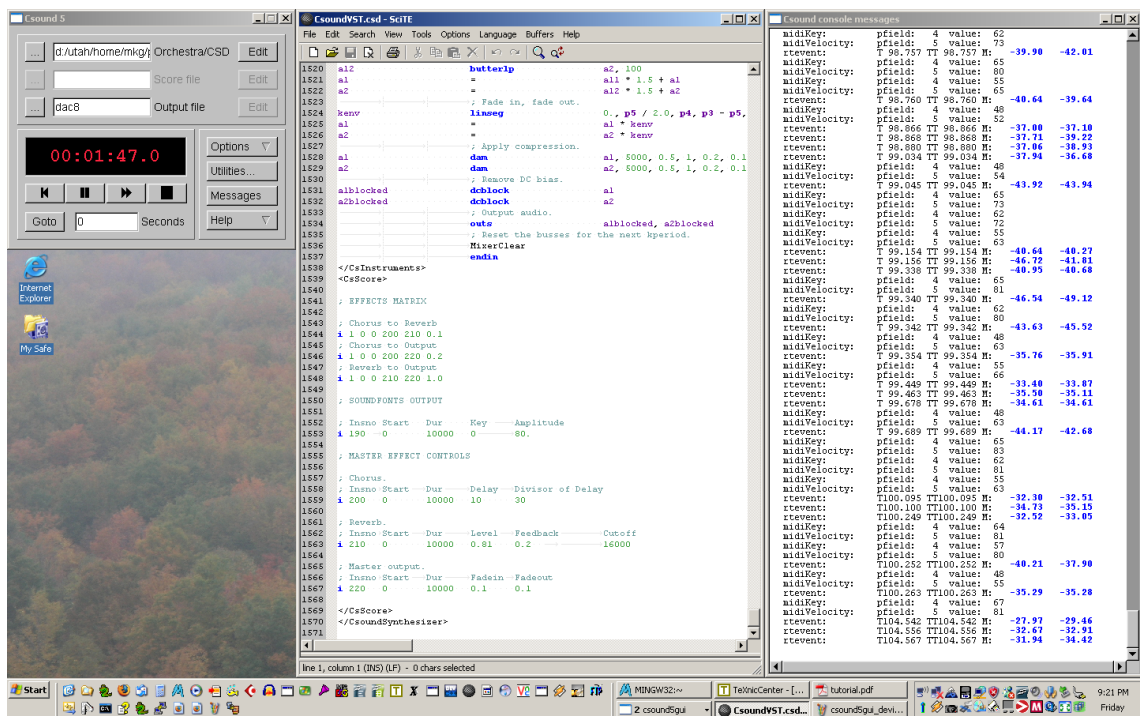 Csound 5
... d:/utah/home/mkg/p Orchestra/CSD Edit
... Score file Edit
... dac8 Output file Edit
00:01:47.0
Options
Utilities...
Messages
Goto 0 Seconds
Help
Internet
Explorer
My Safe
CsoundVST.csd - SciTE
File Edit Search View Tools Options Language Buffers Help
1520 al2 butterlp a2, 100
1521 a1 = al1 * 1.5 + a1
1522 a2 = al2 * 1.5 + a2
1523 ; Fade in, fade out.
1524 kenv linseg 0., p5 / 2.0, p4, p3 - p5,
1525 a1 = a1 * kenv
1526 a2 = a2 * kenv
1527 ; Apply compression.
1528 a1 dam a1, 5000, 0.5, 1, 0.2, 0.1
1529 a2 dam a2, 5000, 0.5, 1, 0.2, 0.1
1530 ; Remove DC bias.
1531 a1blocked dcblock a1
1532 a2blocked dcblock a2
1533 ; Output audio.
1534 outs a1blocked, a2blocked
1535 ; Reset the busses for the next kperiod.
1536 MixerClear
1537 endin
1538 </CsInstruments>
1539 <CsScore>
1540
1541 ; EFFECTS MATRIX
1542
1543 ; Chorus to Reverb
1544 i 1 0 0 200 210 0.1
1545 ; Chorus to Output
1546 i 1 0 0 200 220 0.2
1547 ; Reverb to Output
1548 i 1 0 0 210 220 1.0
1549
1550 ; SOUNDFONTS OUTPUT
1551
1552 ; Insno Start Dur Key Amplitude
1553 i 190 0 10000 0 80.
1554
1555 ; MASTER EFFECT CONTROLS
1556
1557 ; Chorus.
1558 ; Insno Start Dur Delay Divisor of Delay
1559 i 200 0 10000 10 30
1560
1561 ; Reverb.
1562 ; Insno Start Dur Level Feedback Cutoff
1563 i 210 0 10000 0.81 0.2 16000
1564
1565 ; Master output.
1566 ; Insno Start Dur Fadein Fadeout
1567 i 220 0 10000 0.1 0.1
1568
1569 </CsScore>
1570 </CsoundSynthesizer>
1571
line 1, column 1 (INS) (LF) - 0 chars selected
Csound console messages
midiKey: pfield: 4 value: 62
midiVelocity: pfield: 5 value: 73
rtevent: T 98.757 TT 98.757 M: -39.90 -42.01
midiKey: pfield: 4 value: 65
midiVelocity: pfield: 5 value: 80
midiKey: pfield: 4 value: 55
midiVelocity: pfield: 5 value: 65
rtevent: T 98.760 TT 98.760 M: -40.64 -39.64
midiKey: pfield: 4 value: 48
midiVelocity: pfield: 5 value: 52
rtevent: T 98.866 TT 98.866 M: -37.00 -37.10
rtevent: T 98.868 TT 98.868 M: -37.71 -39.22
rtevent: T 98.880 TT 98.880 M: -37.06 -38.93
rtevent: T 99.034 TT 99.034 M: -37.94 -36.68
midiKey: pfield: 4 value: 48
midiVelocity: pfield: 5 value: 54
rtevent: T 99.045 TT 99.045 M: -43.92 -43.94
midiKey: pfield: 4 value: 65
midiVelocity: pfield: 5 value: 73
midiKey: pfield: 4 value: 62
midiVelocity: pfield: 5 value: 72
midiKey: pfield: 4 value: 55
midiVelocity: pfield: 5 value: 63
rtevent: T 99.154 TT 99.154 M: -40.64 -40.27
rtevent: T 99.156 TT 99.156 M: -46.72 -41.81
rtevent: T 99.338 TT 99.338 M: -40.95 -40.68
midiKey: pfield: 4 value: 65
midiVelocity: pfield: 5 value: 81
rtevent: T 99.340 TT 99.340 M: -46.54 -49.12
midiKey: pfield: 4 value: 62
midiVelocity: pfield: 5 value: 80
rtevent: T 99.342 TT 99.342 M: -43.63 -45.52
midiKey: pfield: 4 value: 48
midiVelocity: pfield: 5 value: 63
rtevent: T 99.354 TT 99.354 M: -35.76 -35.91
midiKey: pfield: 4 value: 55
midiVelocity: pfield: 5 value: 66
rtevent: T 99.449 TT 99.449 M: -33.40 -33.87
rtevent: T 99.463 TT 99.463 M: -35.50 -35.11
rtevent: T 99.678 TT 99.678 M: -34.61 -34.61
midiKey: pfield: 4 value: 48
midiVelocity: pfield: 5 value: 63
rtevent: T 99.689 TT 99.689 M: -44.17 -42.68
midiKey: pfield: 4 value: 65
midiVelocity: pfield: 5 value: 83
midiKey: pfield: 4 value: 62
midiVelocity: pfield: 5 value: 81
midiKey: pfield: 4 value: 55
midiVelocity: pfield: 5 value: 63
rtevent: T100.095 TT100.095 M: -32.30 -32.51
rtevent: T100.100 TT100.100 M: -34.73 -35.15
rtevent: T100.249 TT100.249 M: -32.52 -33.05
midiKey: pfield: 4 value: 64
midiVelocity: pfield: 5 value: 81
midiKey: pfield: 4 value: 57
midiVelocity: pfield: 5 value: 80
rtevent: T100.252 TT100.252 M: -40.21 -37.90
midiKey: pfield: 4 value: 48
midiVelocity: pfield: 5 value: 55
rtevent: T100.263 TT100.263 M: -35.29 -35.28
midiKey: pfield: 4 value: 67
midiVelocity: pfield: 5 value: 81
rtevent: T104.542 TT104.542 M: -27.97 -29.46
rtevent: T104.556 TT104.556 M: -32.67 -32.91
rtevent: T104.567 TT104.567 M: -31.94 -34.42
Start
MINGW32:~
TeXnicCenter - [...
tutorial.pdf
9:21 PM
2 csound5gui
CsoundVST.csd...
csound5gui_devi...
Friday